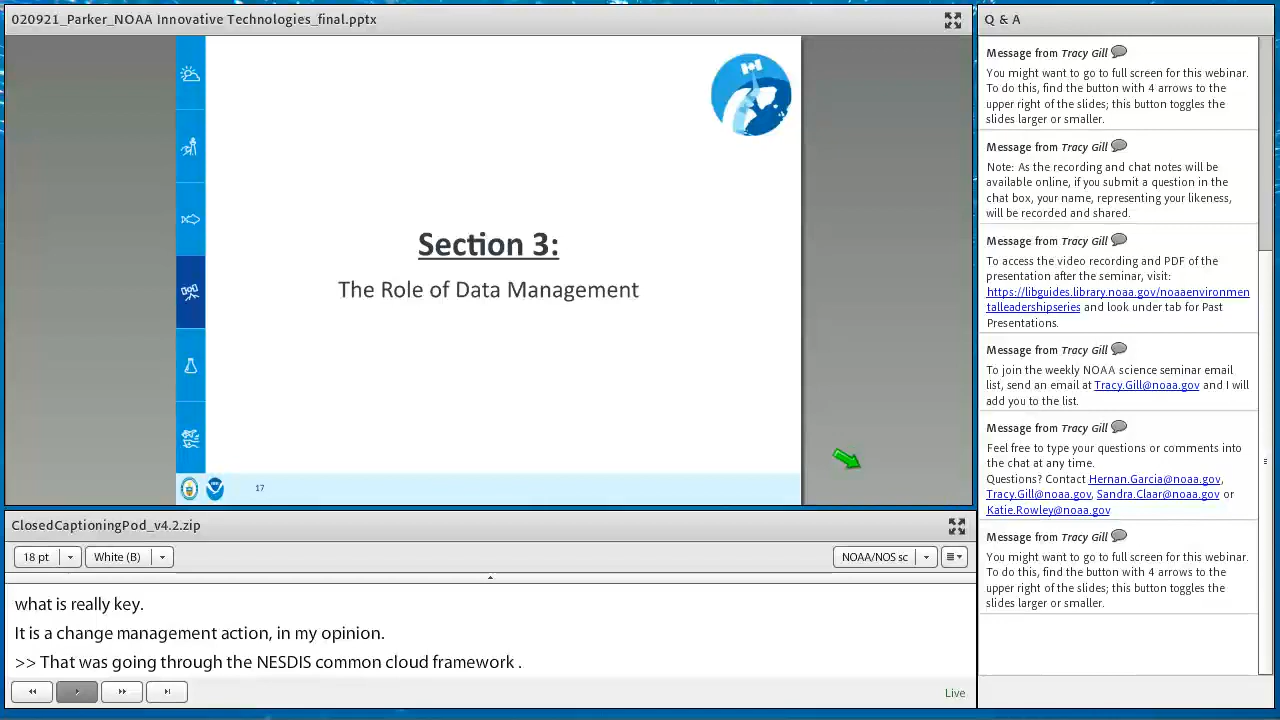 020921_Parker_NOAA Innovative Technologies_final.pptx
Section 3:
The Role of Data Management
17
ClosedCaptioningPod_v4.2.zip
18 pt
White (B)
NOAA/NOS sc
what is really key.
It is a change management action, in my opinion.
>> That was going through the NESDIS common cloud framework .
Live
Q & A
Message from Tracy Gill
You might want to go to full screen for this webinar.
To do this, find the button with 4 arrows to the
upper right of the slides; this button toggles the
slides larger or smaller.
Message from Tracy Gill
Note: As the recording and chat notes will be
available online, if you submit a question in the
chat box, your name, representing your likeness,
will be recorded and shared.
Message from Tracy Gill
To access the video recording and PDF of the
presentation after the seminar, visit:
https://libguides.library.noaa.gov/noaaenvironmen
talleadershipseries and look under tab for Past
Presentations.
Message from Tracy Gill
To join the weekly NOAA science seminar email
list, send an email at Tracy.Gill@noaa.gov and I will
add you to the list.
Message from Tracy Gill
Feel free to type your questions or comments into
the chat at any time.
Questions? Contact Hernan.Garcia@noaa.gov,
Tracy.Gill@noaa.gov, Sandra.Claar@noaa.gov or
Katie.Rowley@noaa.gov
Message from Tracy Gill
You might want to go to full screen for this webinar.
To do this, find the button with 4 arrows to the
upper right of the slides; this button toggles the
slides larger or smaller.